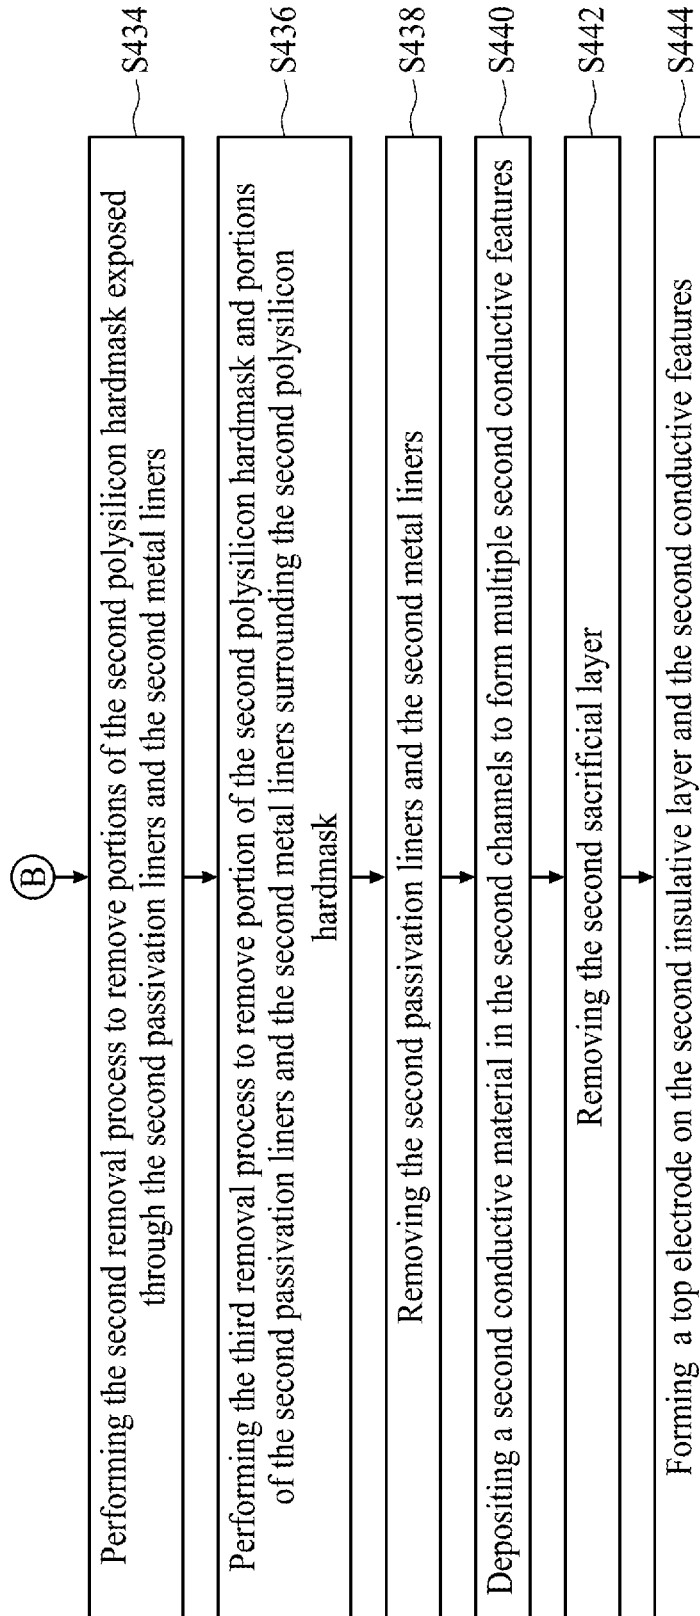 B
Performing the second removal process to remove portions of the second polysilicon hardmask exposed
through the second passivation liners and the second metal liners
S434
Performing the third removal process to remove portion of the second polysilicon hardmask and portions
of the second passivation liners and the second metal liners surrounding the second polysilicon
hardmask
S436
Removing the second passivation liners and the second metal liners
S438
Depositing a second conductive material in the second channels to form multiple second conductive features
S440
Removing the second sacrificial layer
S442
Forming a top electrode on the second insulative layer and the second conductive features
S444